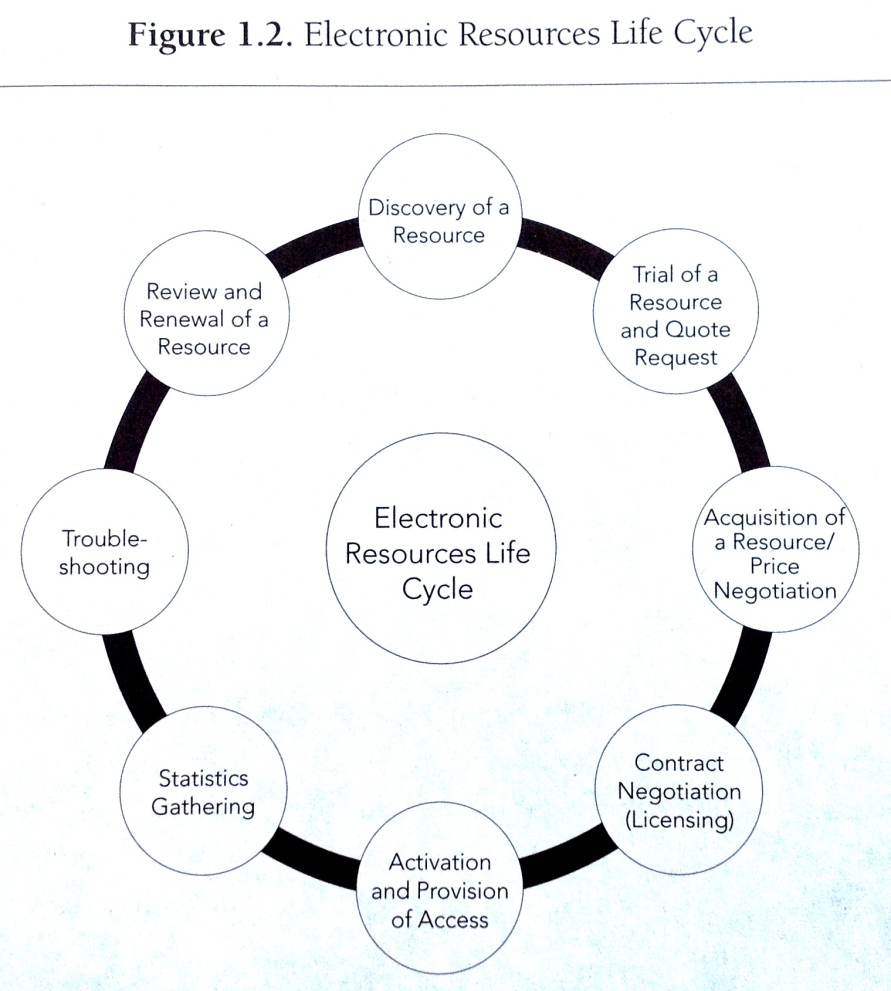 Figure 1.2. Electronic Resources Life Cycle
Discovery of a
Resource
Trial of a
Resource
and Quote
Request
Acquisition of
a Resource/
Price
Negotiation
Contract
Negotiation
(Licensing)
Activation
and Provision
of Access
Statistics
Gathering
Trouble-
shooting
Review and
Renewal of a
Resource
Electronic
Resources Life
Cycle